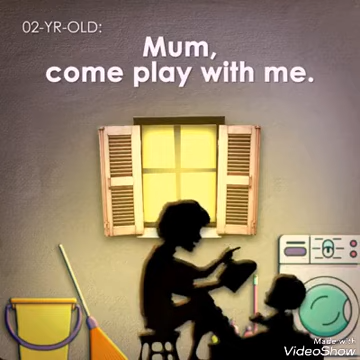 02-YR-OLD:
Mum,
come play with me.
Made with
VideoShow